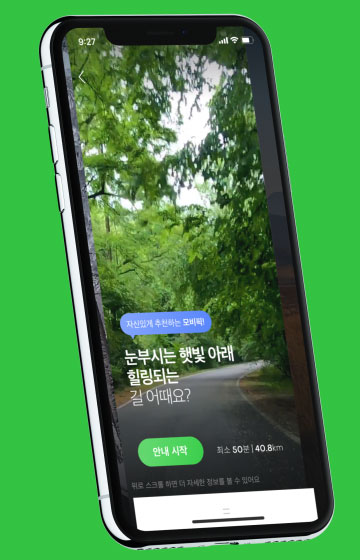 9:27
자신있게 추천하는 모비픽!
눈부시는 햇빛 아래
힐링되는
길 어때요?
안내 시작
최소 50분 | 40.8km
위로 스크롤 하면 더 자세한 정보를 볼 수 있어요